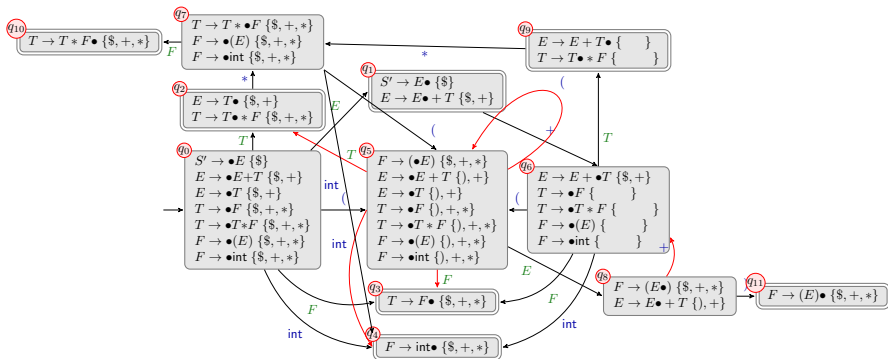 q10
T → T * F• {$, +, *}
F
q7
T → T * •F {$, +, *}
F → •(E) {$, +, *}
F → •int {$, +, *}
*
q9
E → E + T• { }
T → T• * F { }
*
q2
E → T• {$, +}
T → T• * F {$, +, *}
E
q1
S′ → E• {$}
E → E• + T {$, +}
(
(
+
T
T
T
q0
S′ → •E {$}
E → •E+T {$, +}
E → •T {$, +}
T → •F {$, +, *}
T → •T*F {$, +, *}
F → •(E) {$, +, *}
F → •int {$, +, *}
int
(
int
q5
F → (•E) {$, +, *}
E → •E + T {), +}
E → •T {), +}
T → •F {), +, *}
T → •T * F {), +, *}
F → •(E) {), +, *}
F → •int {), +, *}
(
q6
E → E + •T {$, +}
T → •F { }
T → •T * F { }
F → •(E) { }
F → •int { }
+
F
E
F
q3
T → F• {$, +, *}
F
int
int
q4
F → int• {$, +, *}
q8
F → (E•) {$, +, *}
E → E• + T {), +}
)
q11
F → (E)• {$, +, *}